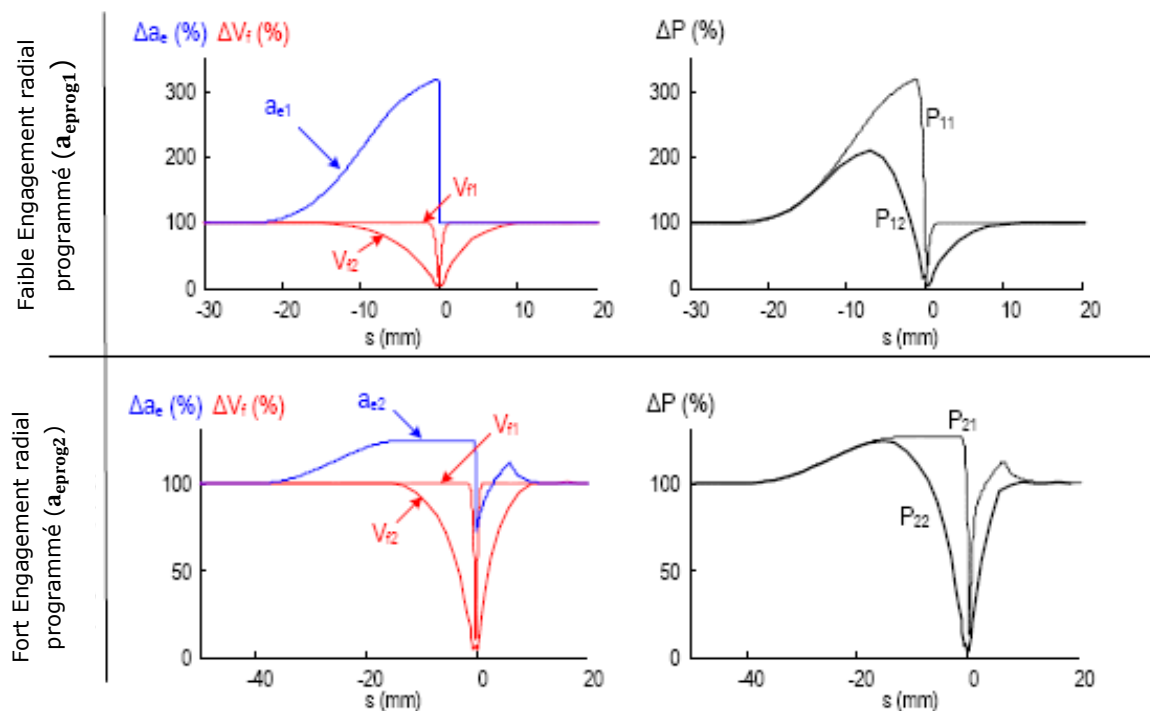 Faible Engagement radial
programmé (aeprog1)
Δae (%) ΔVf (%)
300
200
100
0
ae1
Vf1
Vf2
-30 -20 -10 0 10 20
s (mm)
ΔP (%)
300
200
100
0
P11
P12
-30 -20 -10 0 10 20
s (mm)
Fort Engagement radial
programmé (aeprog2)
Δae (%) ΔVf (%)
100
50
0
ae2
Vf1
Vf2
-40 -20 0 20
s (mm)
ΔP (%)
100
50
0
P21
P22
-40 -20 0 20
s (mm)